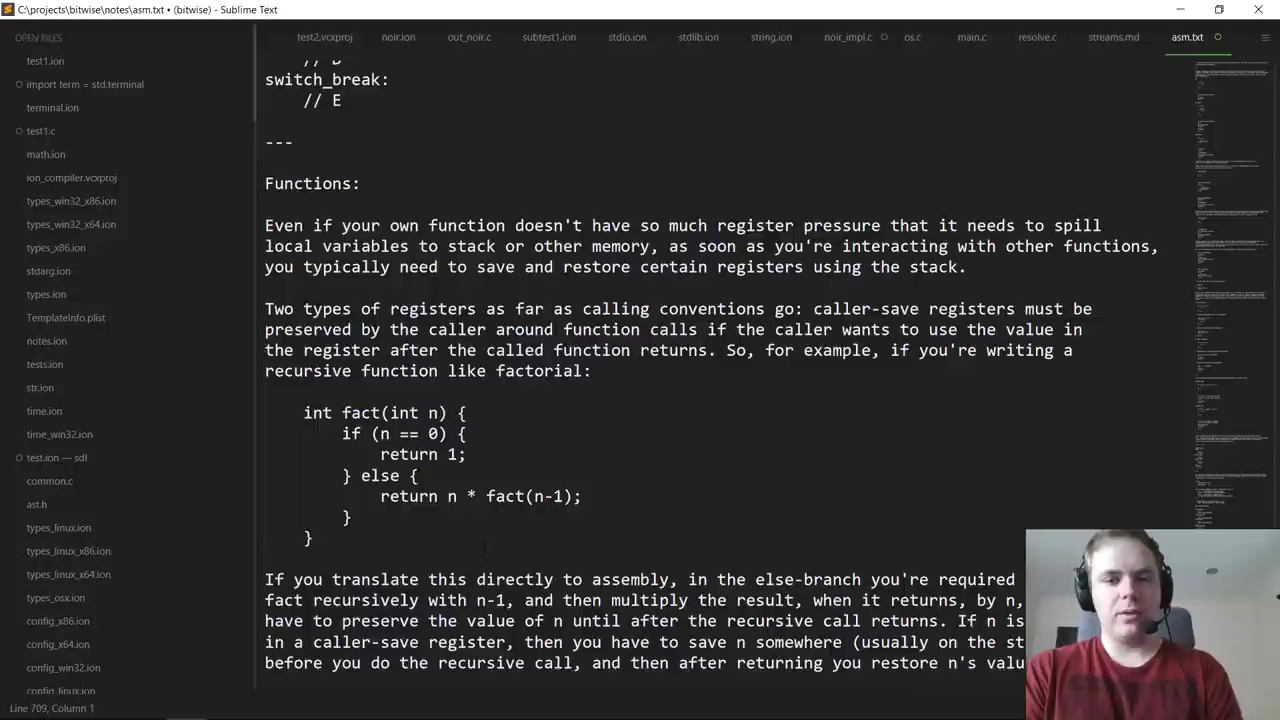 C:\projects\bitwise\notes\asm.txt • (bitwise) - Sublime Text
OPEN FILES
test2.vcxproj noir.ion out_noir.c subtest1.ion stdio.ion stdlib.ion string.ion noir_impl.c os.c main.c resolve.c streams.md asm.txt
test1.ion
import term = std.terminal
terminal.ion
test1.c
math.ion
ion_compiler.vcxproj
types_win32_x86.ion
types_win32_x64.ion
types_x86.ion
stdarg.ion
types.ion
TemplateInfo.plist
notes.ion
tests.ion
str.ion
time.ion
time_win32.ion
test.ion — sdl
common.c
ast.h
types_linux.ion
types_linux_x86.ion
types_linux_x64.ion
types_osx.ion
config_x86.ion
config_x64.ion
config_win32.ion
config_linux.ion
// D
switch_break:
// E
---
Functions:
Even if your own function doesn't have so much register pressure that it needs to spill
local variables to stack or other memory, as soon as you're interacting with other functions,
you typically need to save and restore certain registers using the stack.
Two types of registers as far as calling conventions go: caller-save registers must be
preserved by the caller around function calls if the caller wants to use the value in
the register after the called function returns. So, for example, if you're writing a
recursive function like factorial:
int fact(int n) {
if (n == 0) {
return 1;
} else {
return n * fact(n-1);
}
}
If you translate this directly to assembly, in the else-branch you're required
fact recursively with n-1, and then multiply the result, when it returns, by n,
have to preserve the value of n until after the recursive call returns. If n is
in a caller-save register, then you have to save n somewhere (usually on the st
before you do the recursive call, and then after returning you restore n's valu
Line 709, Column 1